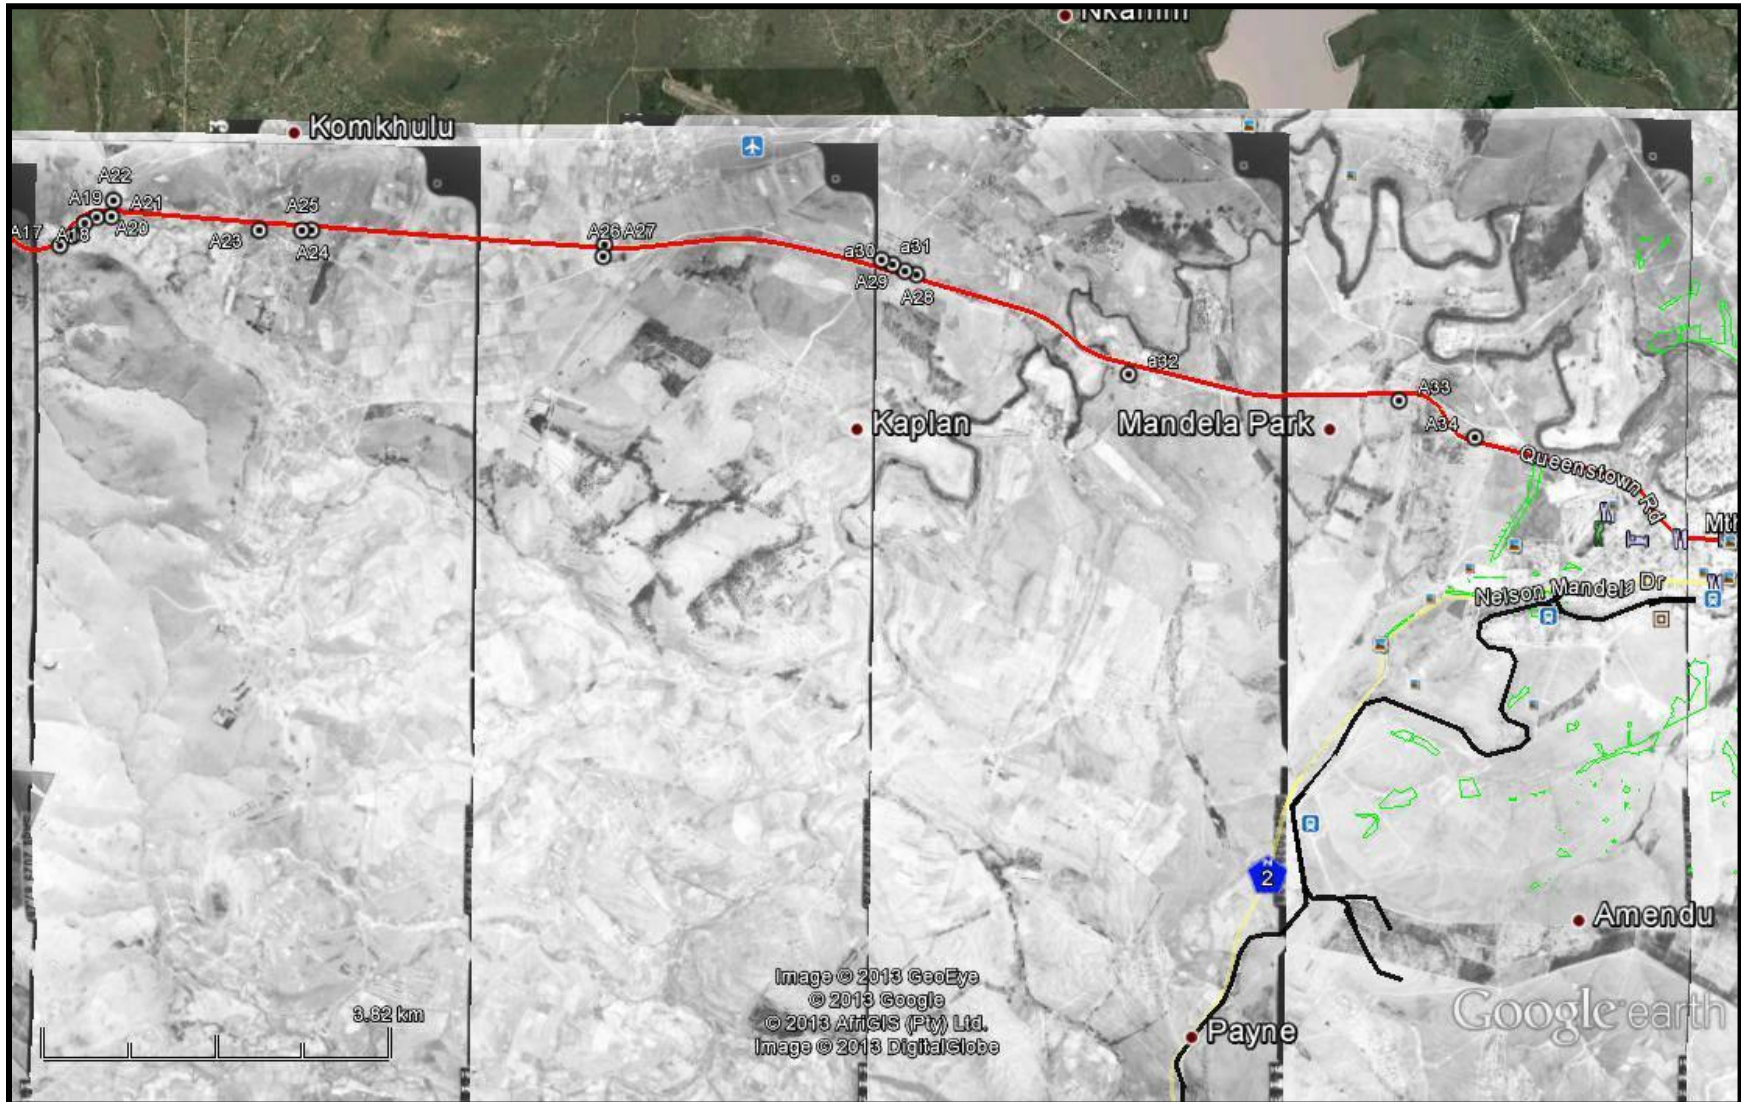 Nkanini
Komkhulu
A22
A19
A21
A17
A18
A20
A25
A23
A24
A26
A27
a30
a31
A29
A28
a32
A33
Kaplan
Mandela Park
A34
Queenstown Rd
Mth
Nelson Mandela Dr
N
2
Amendu
Image © 2013 GeoEye
© 2013 Google
© 2013 AfriGIS (Pty) Ltd.
Image © 2013 DigitalGlobe
3.62 km
Google earth
Payne